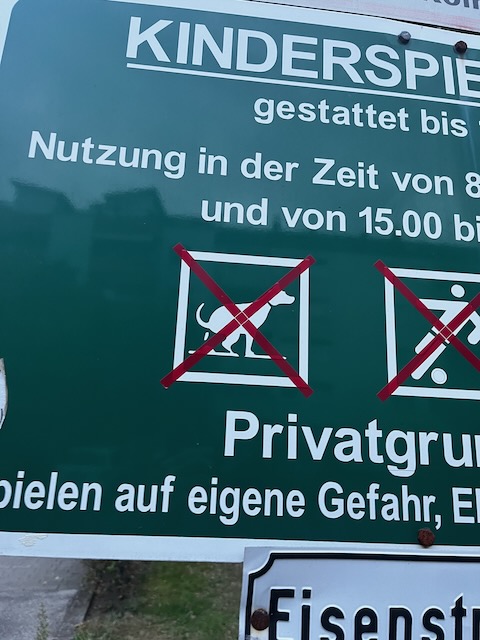 KINDERSPIE
gestattet bis
Nutzung in der Zeit von 8
und von 15.00 bi
Privatgru
pielen auf eigene Gefahr, El
Eisenstr